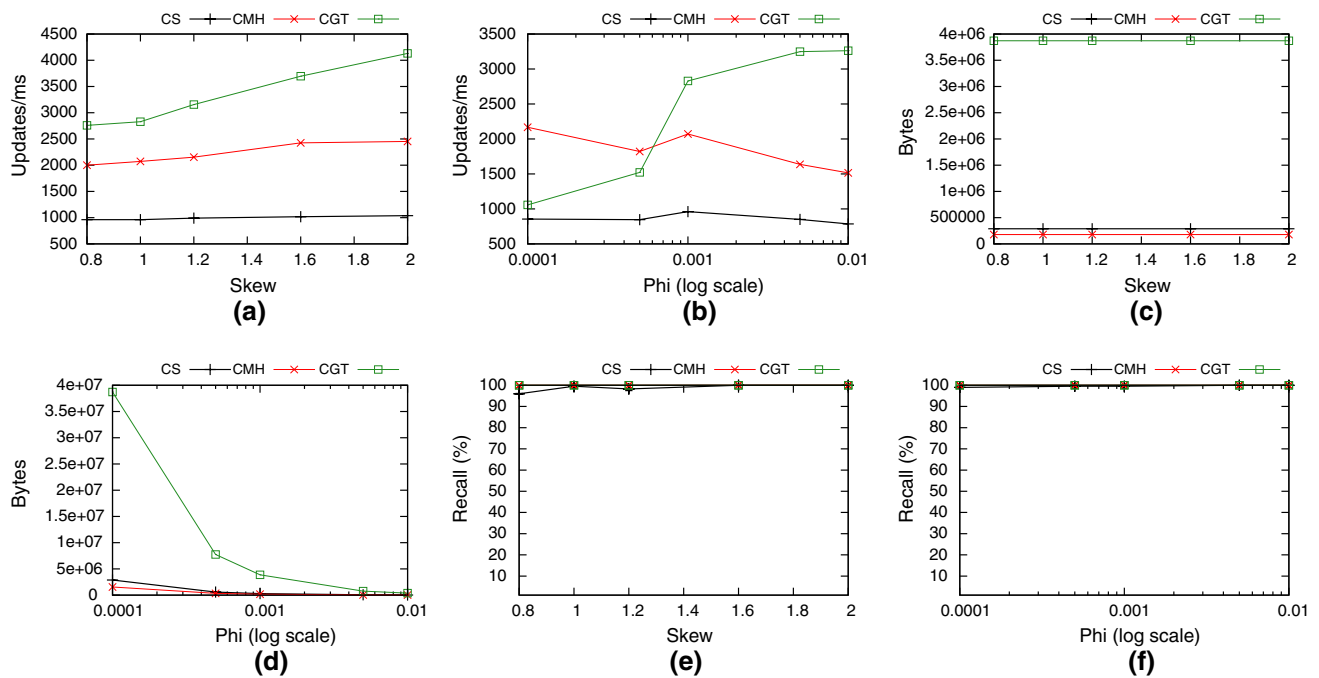 CS CMH CGT
4500
4000
3500
3000
2500
2000
1500
1000
500
Updates/ms
0.8 1 1.2 1.4 1.6 1.8 2
Skew
(a)
CS CMH CGT
3500
3000
2500
2000
1500
1000
500
Updates/ms
0.0001 0.001 0.01
Phi (log scale)
(b)
CS CMH CGT
4e+06
3.5e+06
3e+06
2.5e+06
2e+06
1.5e+06
1e+06
500000
0
Bytes
0.8 1 1.2 1.4 1.6 1.8 2
Skew
(c)
CS CMH CGT
4e+07
3.5e+07
3e+07
2.5e+07
2e+07
1.5e+07
1e+07
5e+06
0
Bytes
0.0001 0.001 0.01
Phi (log scale)
(d)
CS CMH CGT
100
90
80
70
60
50
40
30
20
10
Recall (%)
0.8 1 1.2 1.4 1.6 1.8 2
Skew
(e)
CS CMH CGT
100
90
80
70
60
50
40
30
20
10
Recall (%)
0.0001 0.001 0.01
Phi (log scale)
(f)